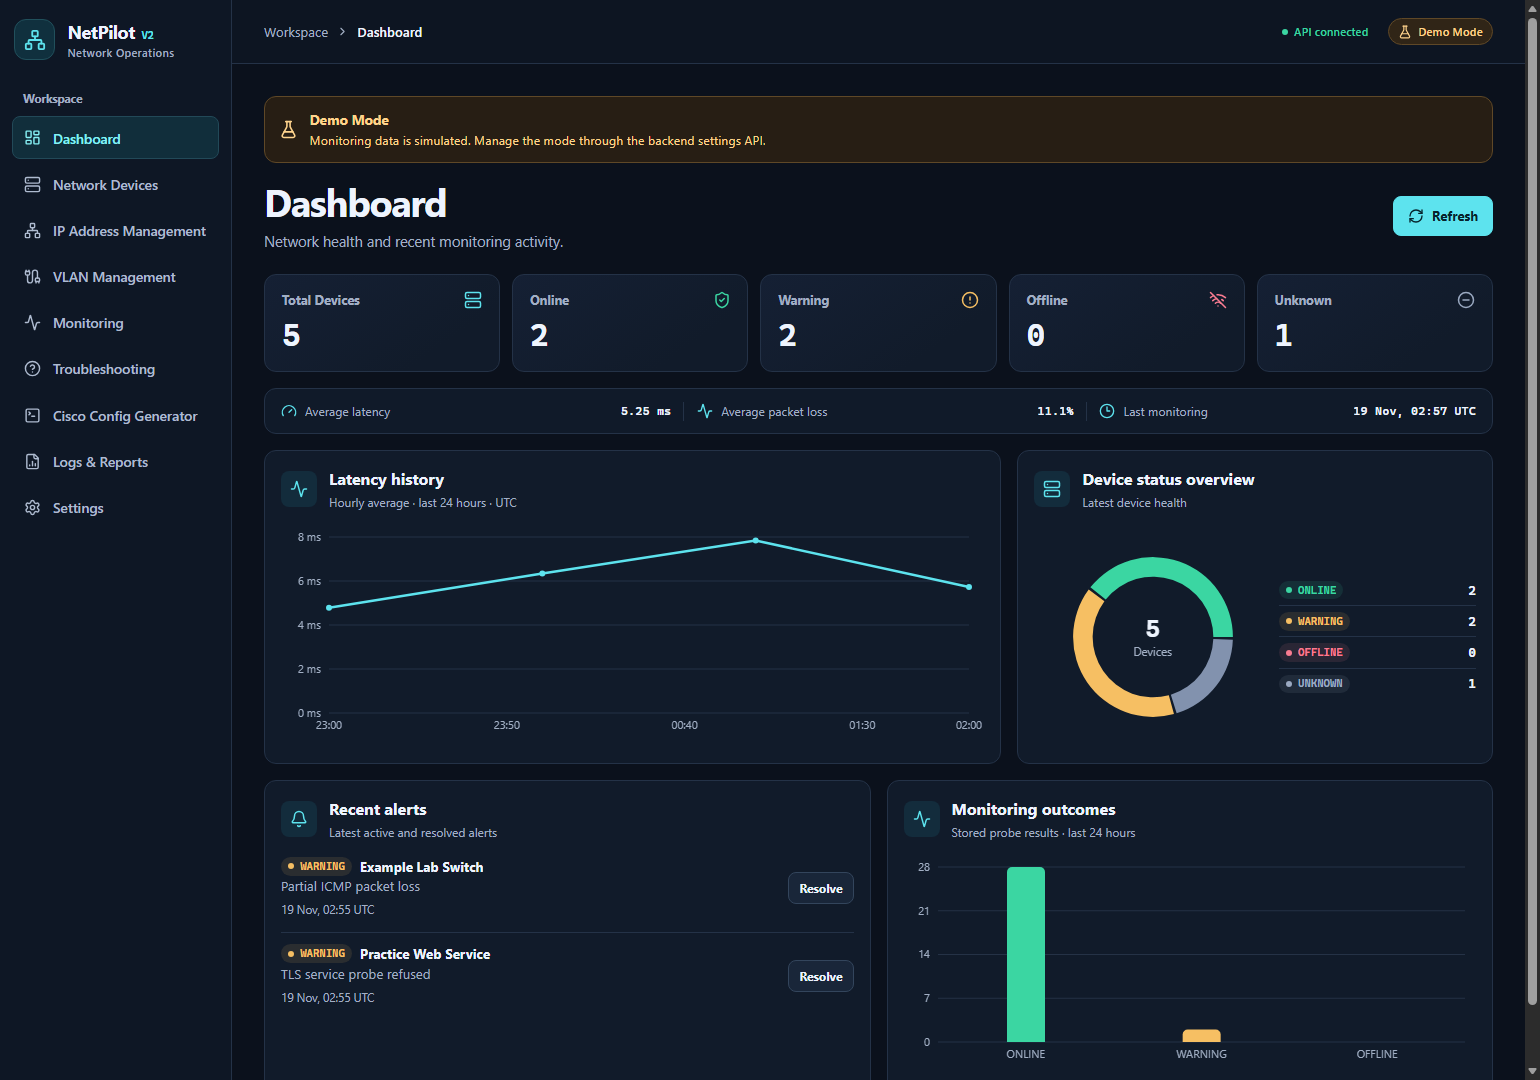 NetPilot V2
Network Operations
Workspace
Dashboard
Network Devices
IP Address Management
VLAN Management
Monitoring
Troubleshooting
Cisco Config Generator
Logs & Reports
Settings
Workspace > Dashboard
API connected
Demo Mode
Demo Mode
Monitoring data is simulated. Manage the mode through the backend settings API.
Dashboard
Network health and recent monitoring activity.
Refresh
Total Devices
5
Online
2
Warning
2
Offline
0
Unknown
1
Average latency 5.25 ms
Average packet loss 11.1%
Last monitoring 19 Nov, 02:57 UTC
Latency history
Hourly average · last 24 hours · UTC
8 ms
6 ms
4 ms
2 ms
0 ms
23:00 23:50 00:40 01:30 02:00
Device status overview
Latest device health
5
Devices
ONLINE 2
WARNING 2
OFFLINE 0
UNKNOWN 1
Recent alerts
Latest active and resolved alerts
WARNING Example Lab Switch
Partial ICMP packet loss
19 Nov, 02:55 UTC
Resolve
WARNING Practice Web Service
TLS service probe refused
19 Nov, 02:55 UTC
Resolve
Monitoring outcomes
Stored probe results · last 24 hours
28
21
14
7
0
ONLINE WARNING OFFLINE